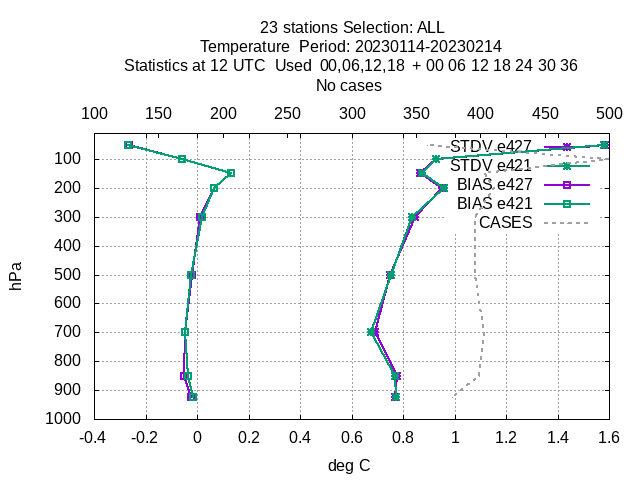 23 stations Selection: ALL
Temperature  Period: 20230114-20230214
Statistics at 12 UTC  Used  00,06,12,18  + 00 06 12 18 24 30 36
No cases
100 150 200 250 300 350 400 450 500
STDV e427
100
STDV e421
BIAS e427
200
BIAS e421
300
CASES
400
hPa
500
600
700
800
900
1000
-0.4 -0.2 0 0.2 0.4 0.6 0.8 1 1.2 1.4 1.6
deg C